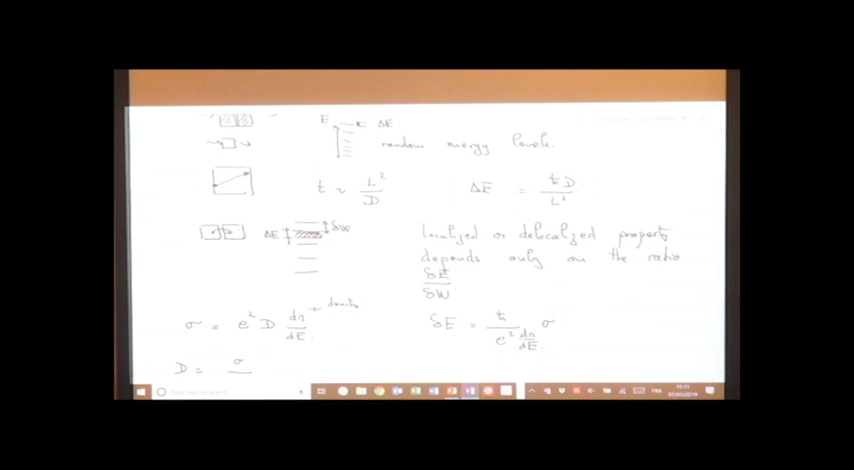 E ΔE
random energy levels.
t ~ L²/D ΔE = ħD/L²
ΔE δW
Localized or delocalized property
depends only on the ratio
δE/δW
σ = e² D dn/dE density
δE = ħ/(e² dn/dE) σ
D = σ